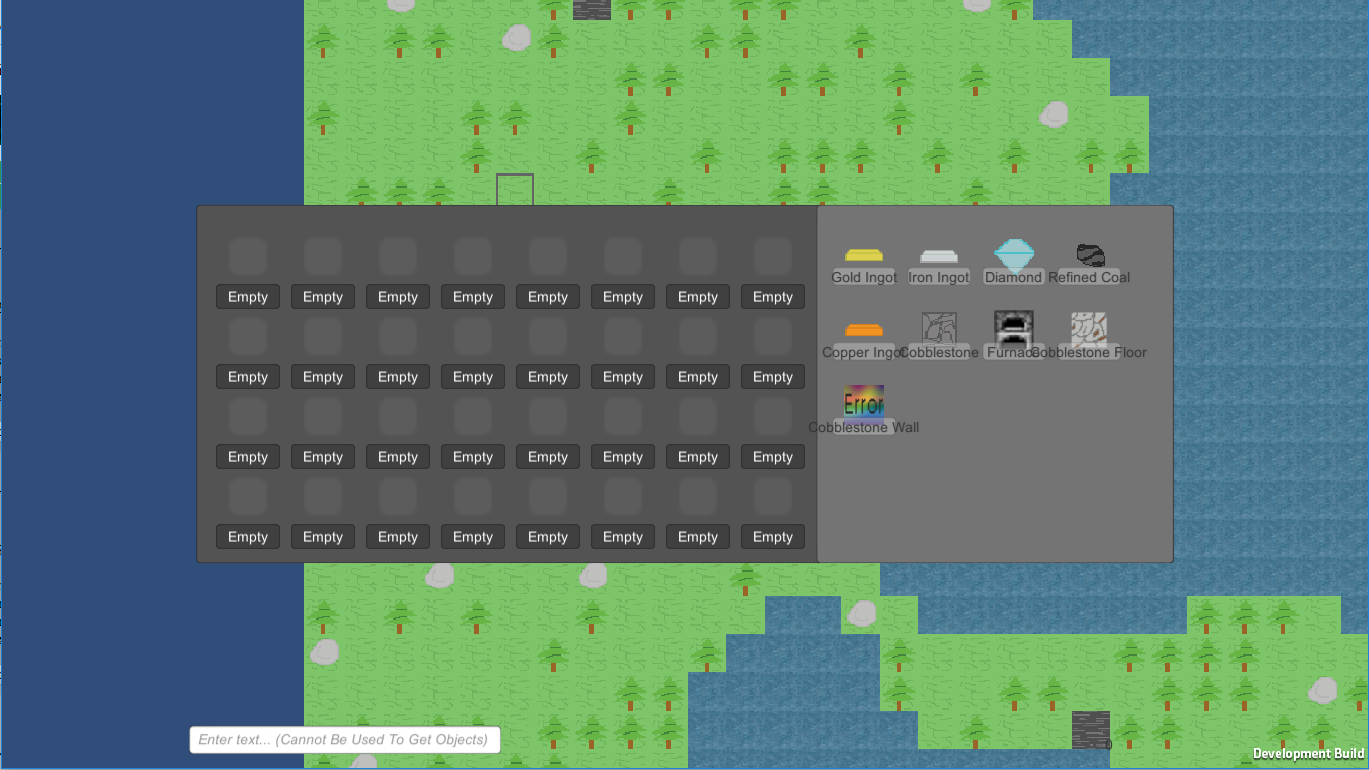 Gold Ingot Iron Ingot Diamond Refined Coal
Empty Empty Empty Empty Empty Empty Empty Empty
Copper Ingot Cobblestone Furnace Cobblestone Floor
Empty Empty Empty Empty Empty Empty Empty Empty
Error
Cobblestone Wall
Empty Empty Empty Empty Empty Empty Empty Empty
Empty Empty Empty Empty Empty Empty Empty Empty
Enter text... (Cannot Be Used To Get Objects)
0
Development Build